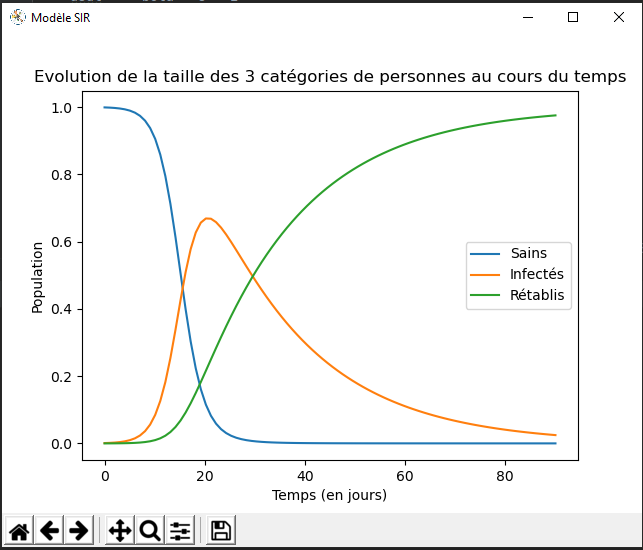 Modèle SIR
Evolution de la taille des 3 catégories de personnes au cours du temps
1.0
0.8
0.6
0.4
0.2
0.0
Population
Sains
Infectés
Rétablis
0 20 40 60 80
Temps (en jours)